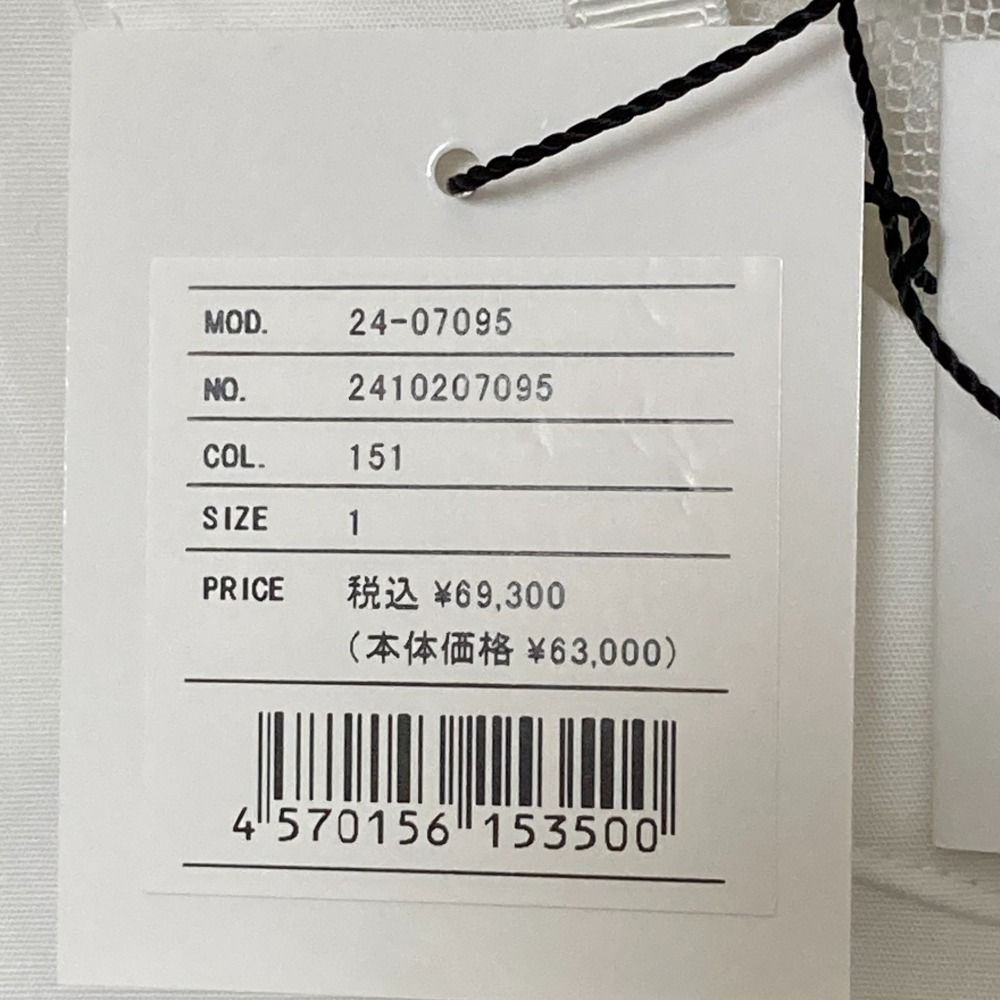 MOD. 24-07095
NO. 2410207095
COL. 151
SIZE 1
PRICE 税込 ¥69,300
(本体価格 ¥63,000)
4 570156 153500